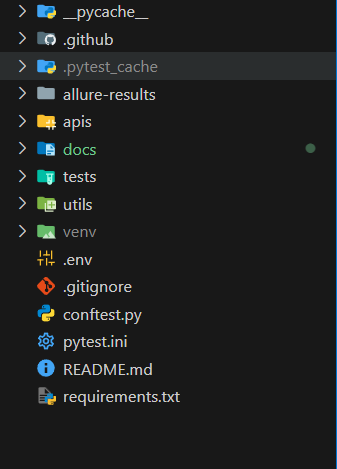 __pycache__
.github
.pytest_cache
allure-results
apis
docs
tests
utils
venv
.env
.gitignore
conftest.py
pytest.ini
README.md
requirements.txt